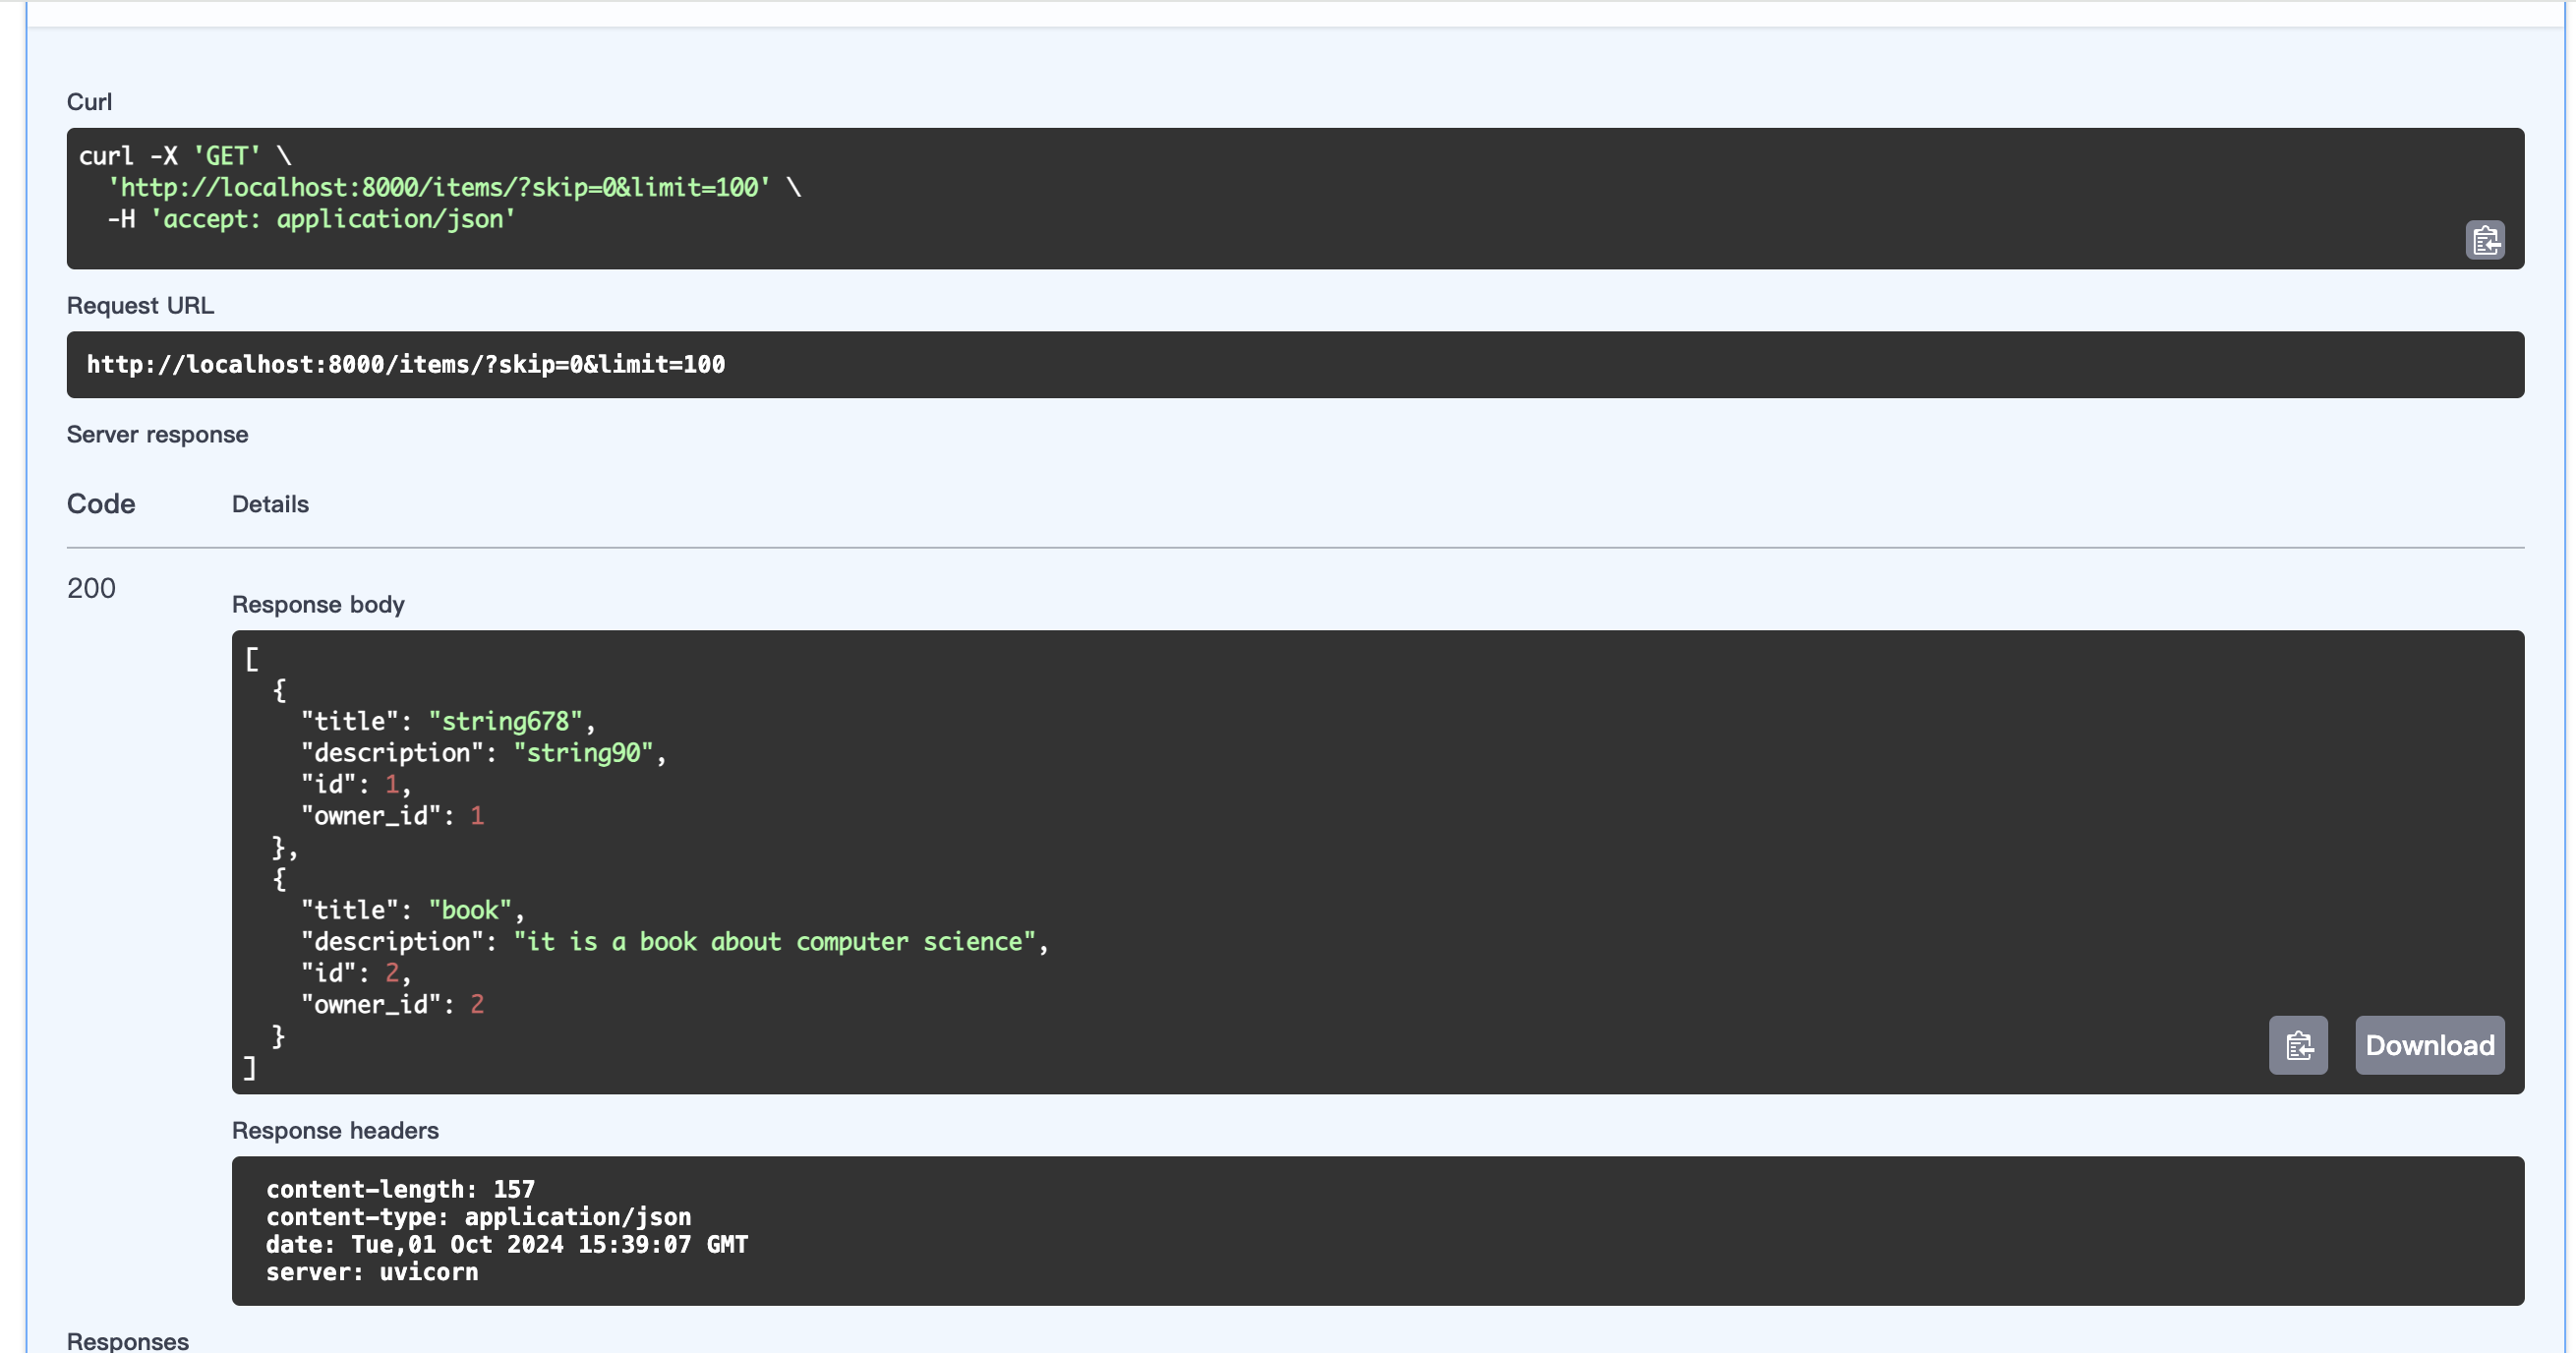 Curl
curl -X 'GET' \
  'http://localhost:8000/items/?skip=0&limit=100' \
  -H 'accept: application/json'
Request URL
http://localhost:8000/items/?skip=0&limit=100
Server response
Code Details
200
Response body
[
  {
    "title": "string678",
    "description": "string90",
    "id": 1,
    "owner_id": 1
  },
  {
    "title": "book",
    "description": "it is a book about computer science",
    "id": 2,
    "owner_id": 2
  }
]
Download
Response headers
content-length: 157
content-type: application/json
date: Tue,01 Oct 2024 15:39:07 GMT
server: uvicorn
Responses